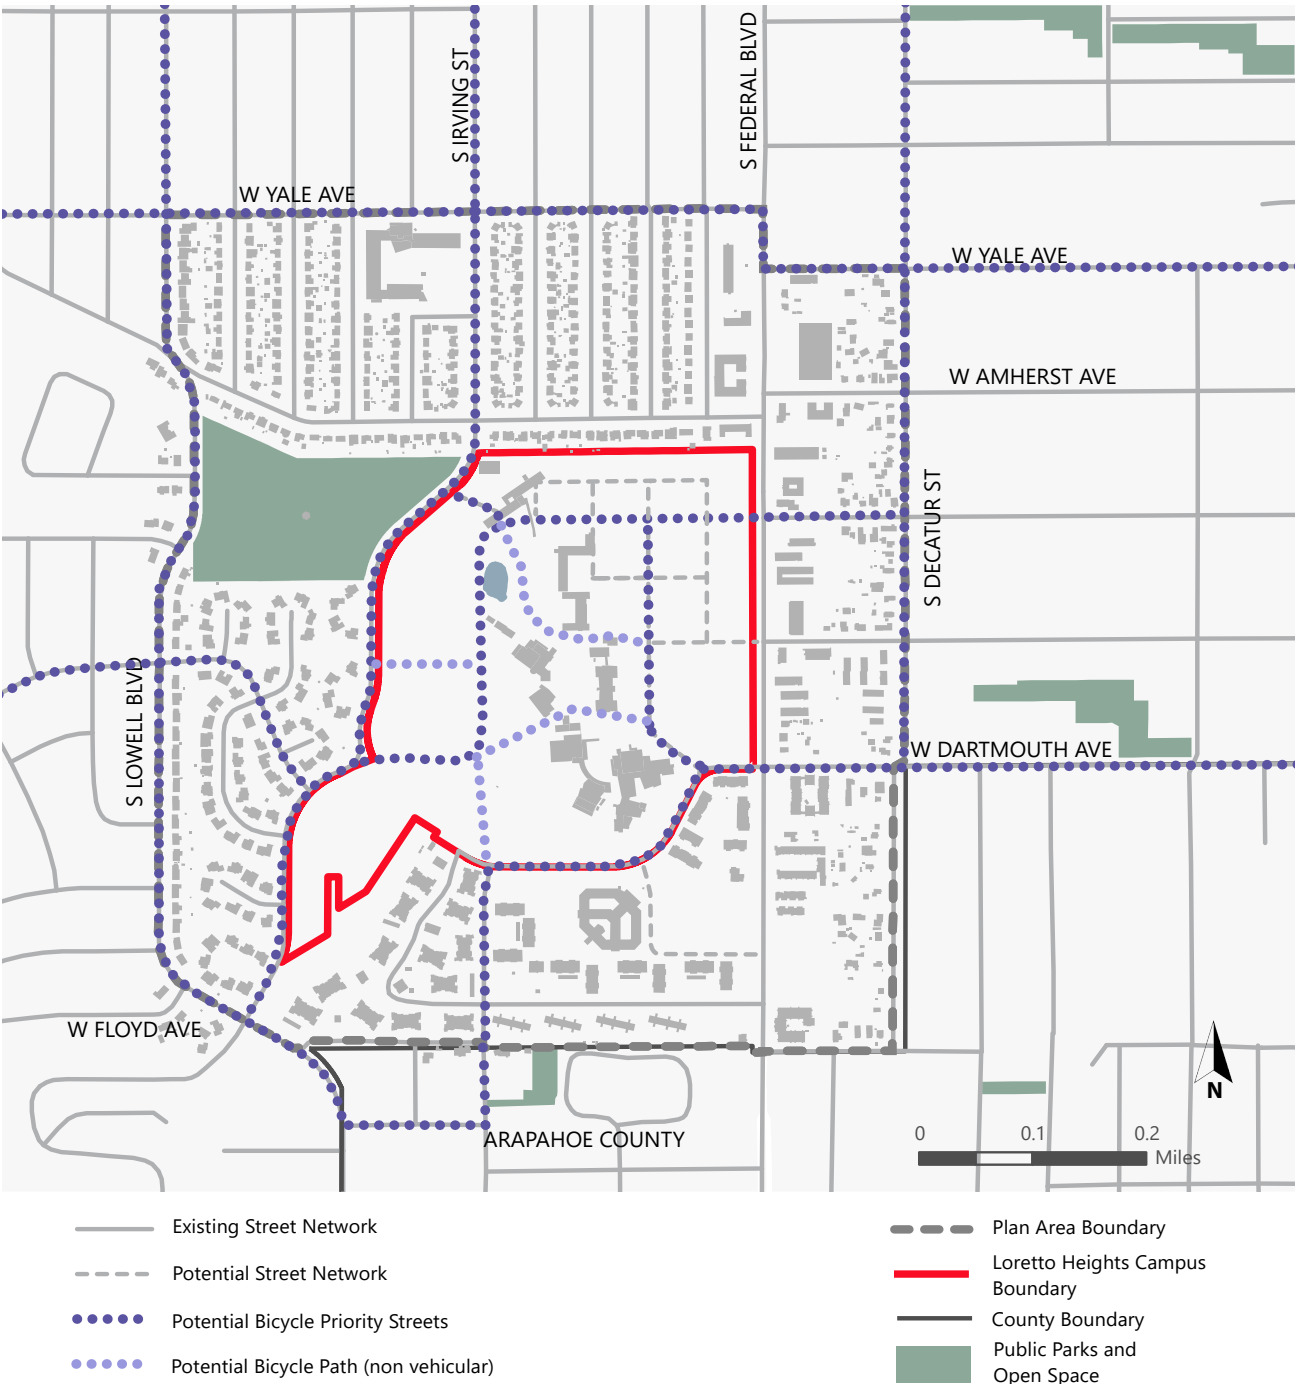 S IRVING ST
S FEDERAL BLVD
W YALE AVE
W YALE AVE
W AMHERST AVE
S DECATUR ST
S LOWELL BLVD
W DARTMOUTH AVE
W FLOYD AVE
N
ARAPAHOE COUNTY
0 0.1 0.2
Miles
Existing Street Network
Potential Street Network
Potential Bicycle Priority Streets
Potential Bicycle Path (non vehicular)
Plan Area Boundary
Loretto Heights Campus
Boundary
County Boundary
Public Parks and
Open Space